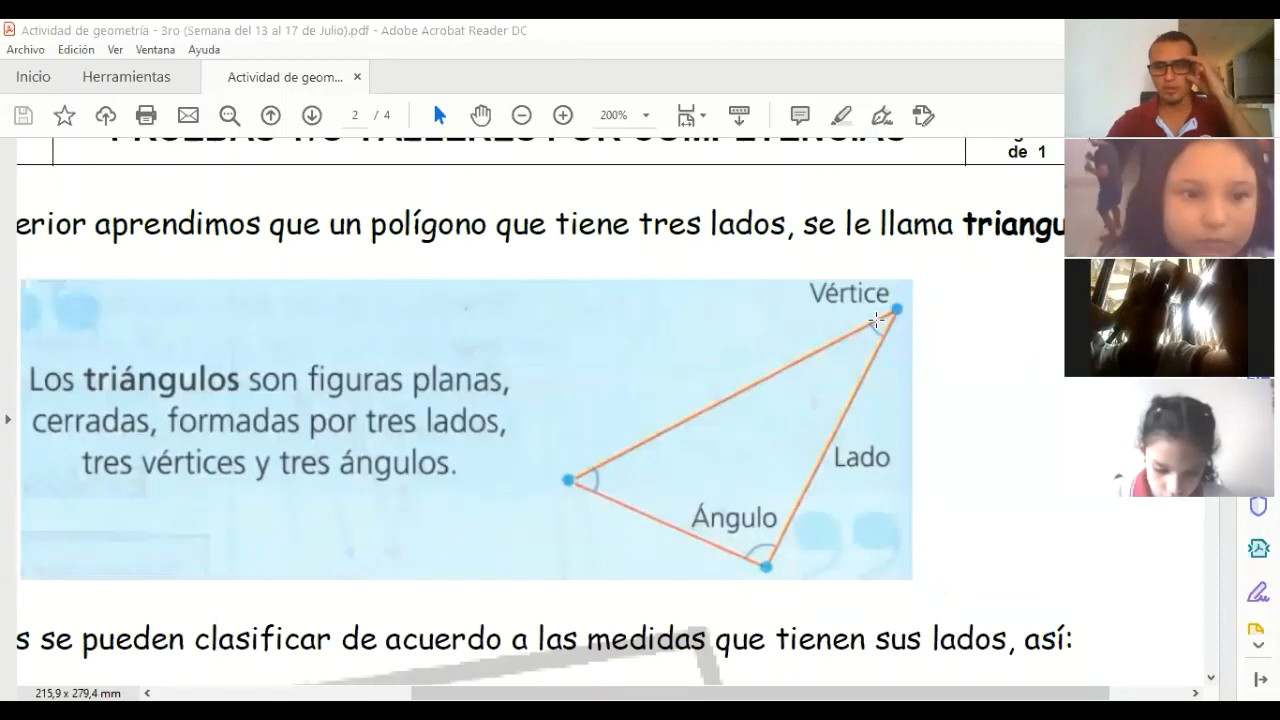 Actividad de geometría - 3ro (Semana del 13 al 17 de Julio).pdf - Adobe Acrobat Reader DC
Archivo Edición Ver Ventana Ayuda
Inicio Herramientas Actividad de geom... ×
2 / 4 200%
PRUEBAS Y/O TALLERES POR COMPETENCIAS
de 1
erior aprendimos que un polígono que tiene tres lados, se le llama triangu
Vértice
Los triángulos son figuras planas,
cerradas, formadas por tres lados,
tres vértices y tres ángulos.
Lado
Ángulo
s se pueden clasificar de acuerdo a las medidas que tienen sus lados, así:
215,9 x 279,4 mm